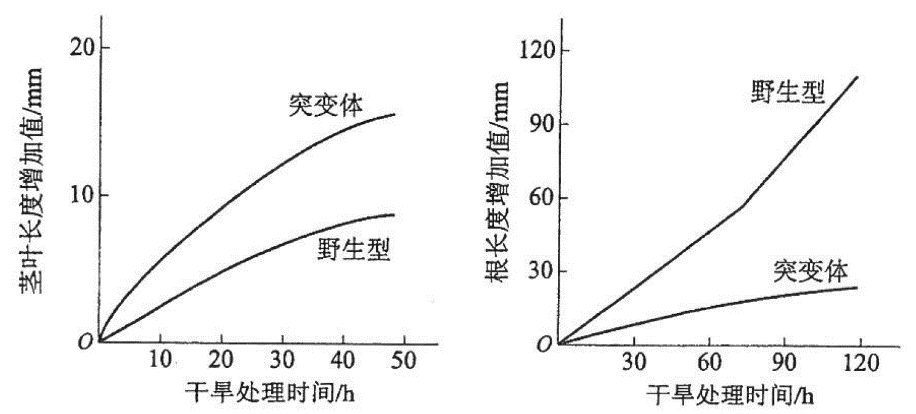 茎叶长度增加值/mm
20
10
O
突变体
野生型
10 20 30 40 50
干旱处理时间/h
根长度增加值/mm
120
90
60
30
O
野生型
突变体
30 60 90 120
干旱处理时间/h